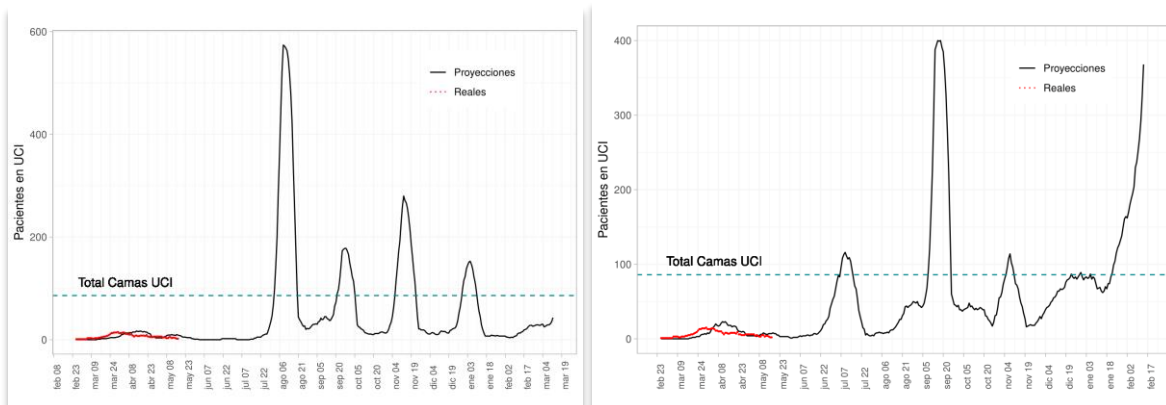 600
400
200
0
Pacientes en UCI
Proyecciones
Reales
Total Camas UCI
feb 08
feb 23
mar 09
mar 24
abr 08
abr 23
may 08
may 23
jun 07
jun 22
jul 07
jul 22
ago 06
ago 21
sep 05
sep 20
oct 05
oct 20
nov 04
nov 19
dic 04
dic 19
ene 03
ene 18
feb 02
feb 17
mar 04
mar 19
400
300
200
100
0
Pacientes en UCI
Proyecciones
Reales
Total Camas UCI
feb 23
mar 09
mar 24
abr 08
abr 23
may 08
may 23
jun 07
jun 22
jul 07
jul 22
ago 06
ago 21
sep 05
sep 20
oct 05
oct 20
nov 04
nov 19
dic 04
dic 19
ene 03
ene 18
feb 02
feb 17